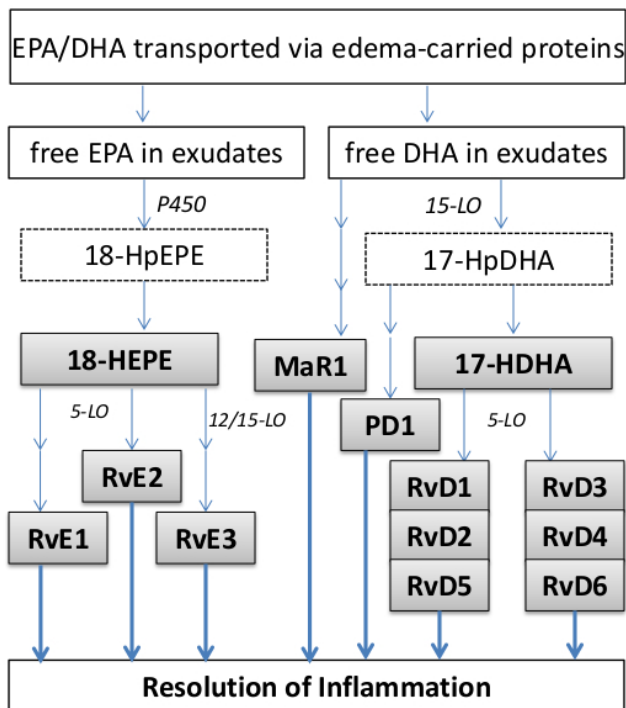 EPA/DHA transported via edema-carried proteins
free EPA in exudates
free DHA in exudates
P450
15-LO
18-HpEPE
17-HpDHA
18-HEPE
MaR1
17-HDHA
5-LO
12/15-LO
PD1
5-LO
RvE2
RvD1
RvD3
RvE1
RvE3
RvD2
RvD4
RvD5
RvD6
Resolution of Inflammation